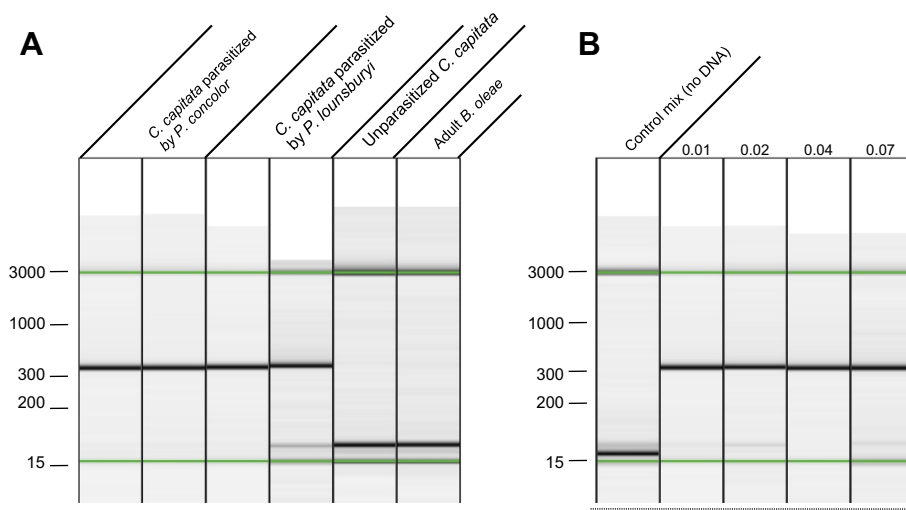 A
C. capitata parasitized
by P. concolor
C. capitata parasitized
by P. lounsburyi
Unparasitized C. capitata
Adult B. oleae
3000
1000
300
200
15
B
Control mix (no DNA)
0.01 0.02 0.04 0.07
3000
1000
300
200
15